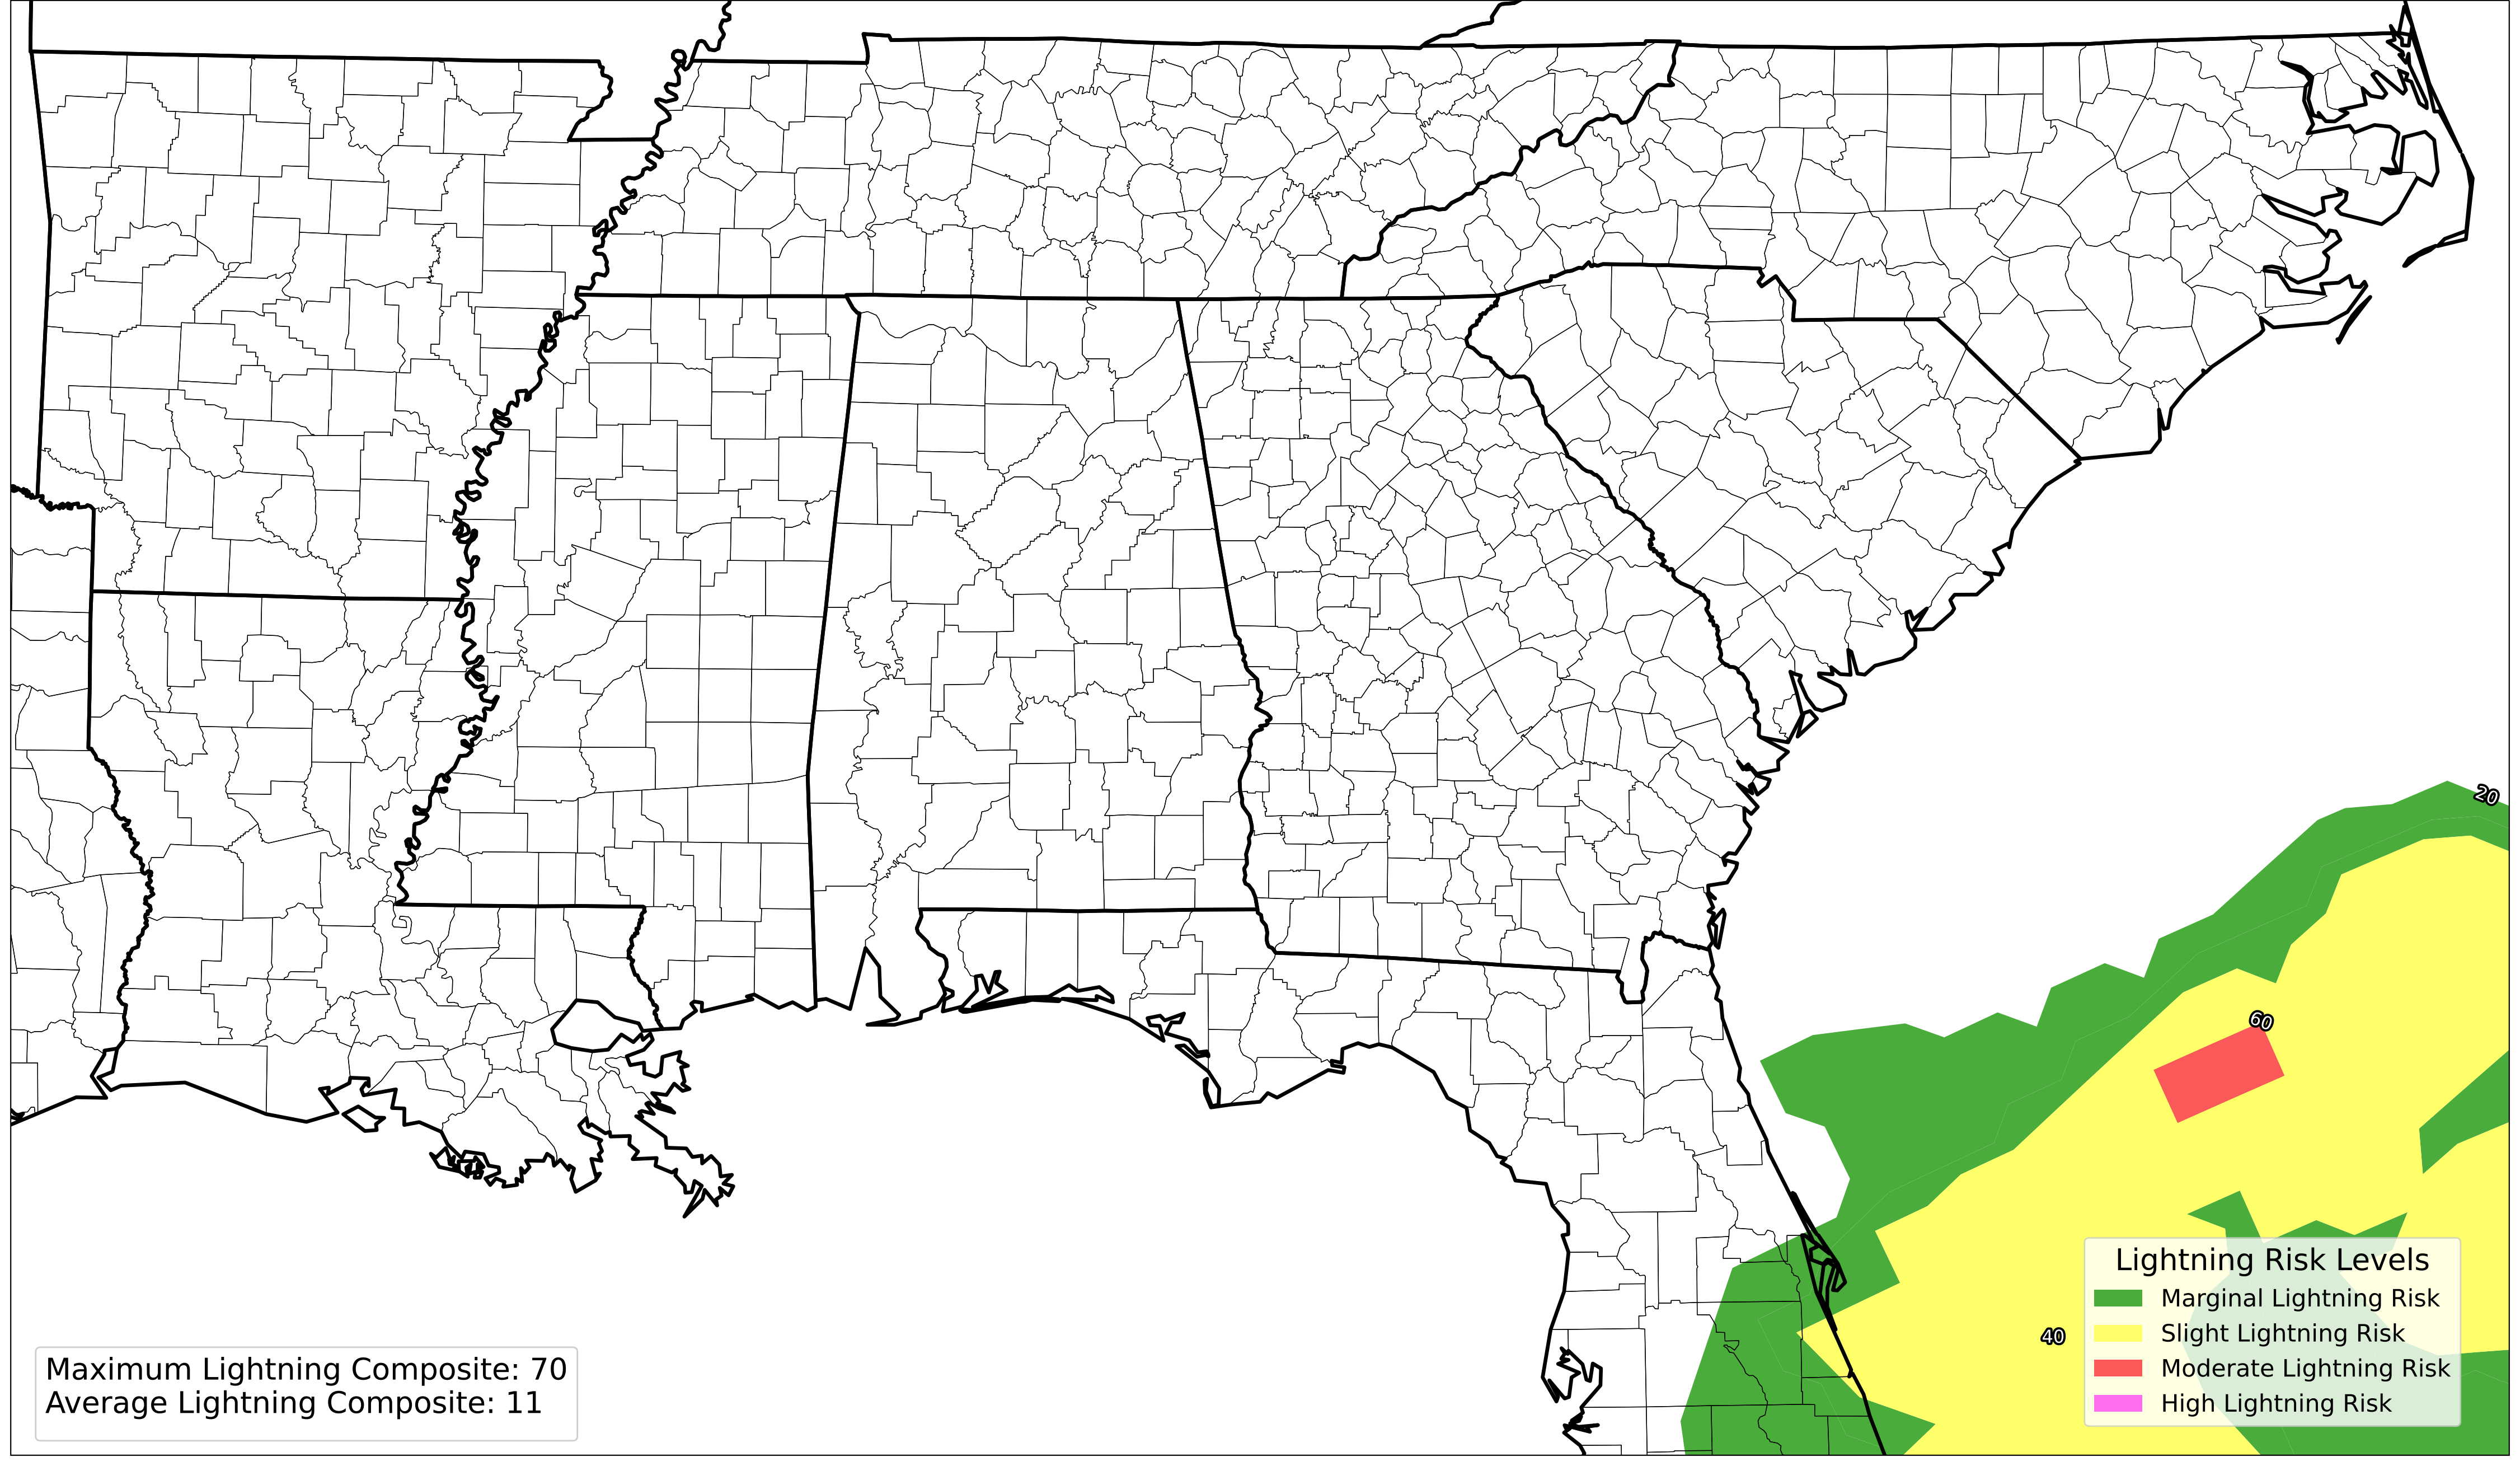 20
60
40
Lightning Risk Levels
Marginal Lightning Risk
Slight Lightning Risk
Moderate Lightning Risk
High Lightning Risk
Maximum Lightning Composite: 70
Average Lightning Composite: 11